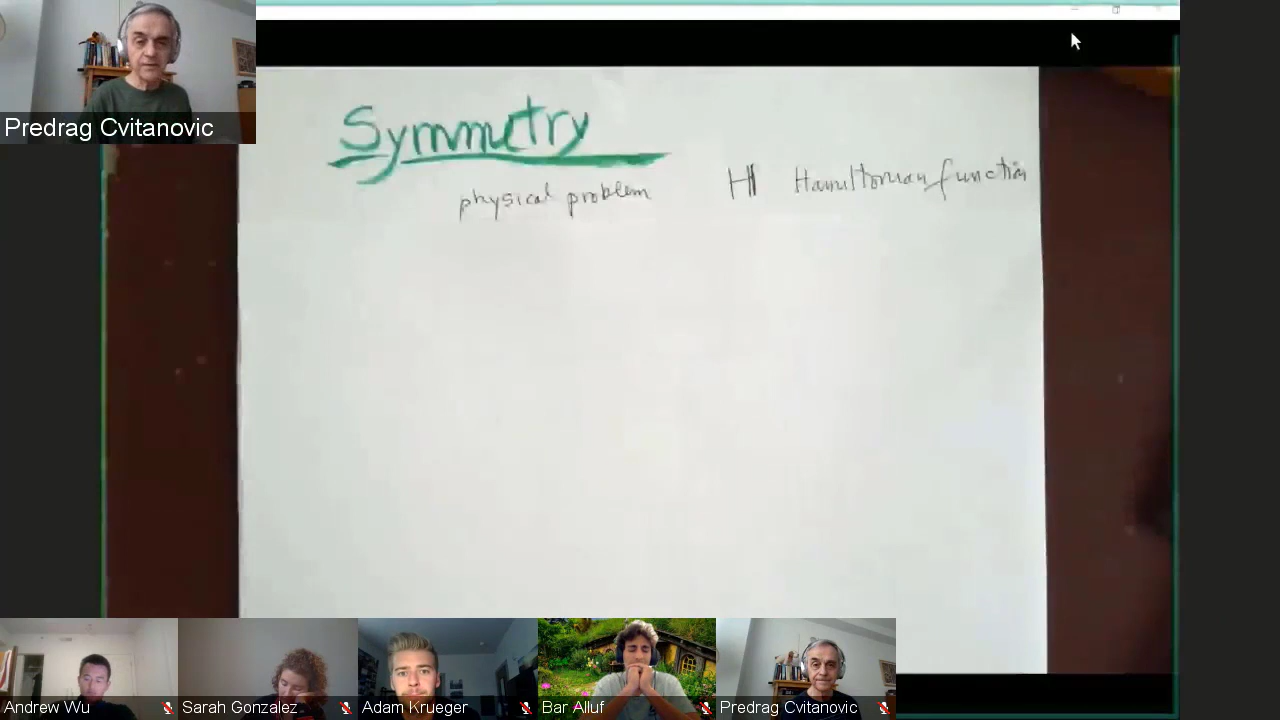 Predrag Cvitanovic
Symmetry
physical problem H Hamiltonian function
Andrew Wu
Sarah Gonzalez
Adam Krueger
Bar Alluf
Predrag Cvitanovic